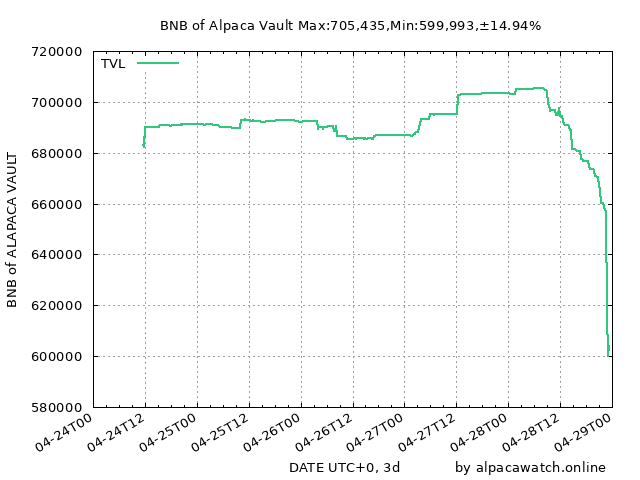 BNB of Alpaca Vault Max:705,435,Min:599,993,±14.94%
720000
TVL
700000
680000
660000
640000
620000
600000
580000
BNB of ALAPACA VAULT
04-24T00
04-24T12
04-25T00
04-25T12
04-26T00
04-26T12
04-27T00
04-27T12
04-28T00
04-28T12
04-29T00
DATE UTC+0, 3d
by alpacawatch.online